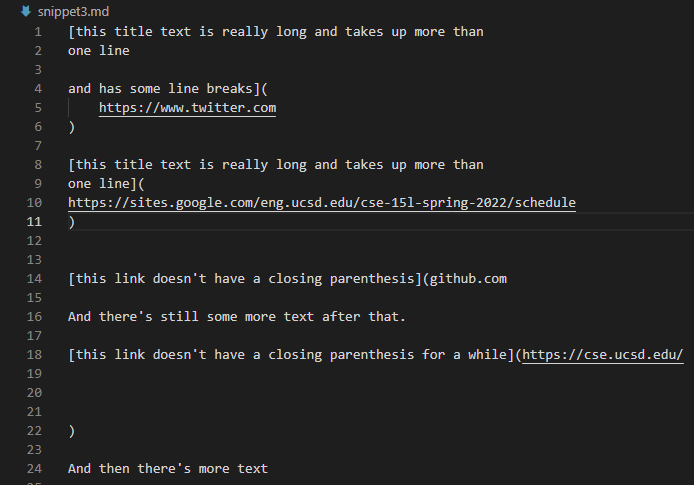 snippet3.md
1 [this title text is really long and takes up more than
2 one line
3
4 and has some line breaks](
5     https://www.twitter.com
6 )
7
8 [this title text is really long and takes up more than
9 one line](
10 https://sites.google.com/eng.ucsd.edu/cse-15l-spring-2022/schedule
11 )
12
13
14 [this link doesn't have a closing parenthesis](github.com
15
16 And there's still some more text after that.
17
18 [this link doesn't have a closing parenthesis for a while](https://cse.ucsd.edu/
19
20
21
22 )
23
24 And then there's more text